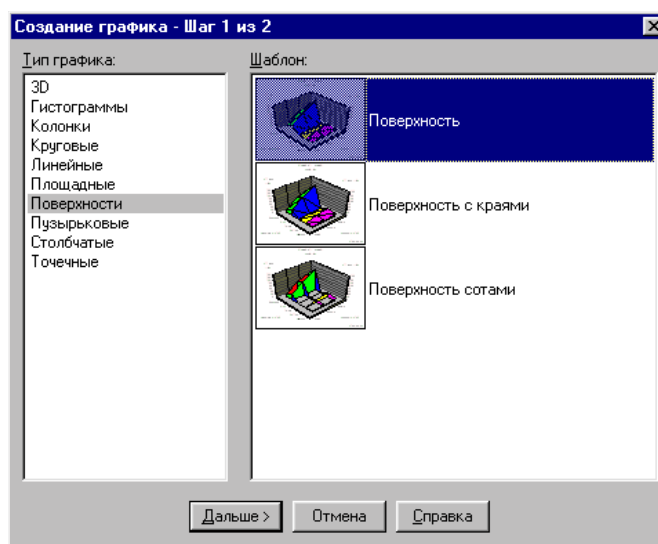 Создание графика - Шаг 1 из 2
Тип графика:
3D
Гистограммы
Колонки
Круговые
Линейные
Площадные
Поверхности
Пузырьковые
Столбчатые
Точечные
Шаблон:
Поверхность
Поверхность с краями
Поверхность сотами
Дальше >
Отмена
Справка